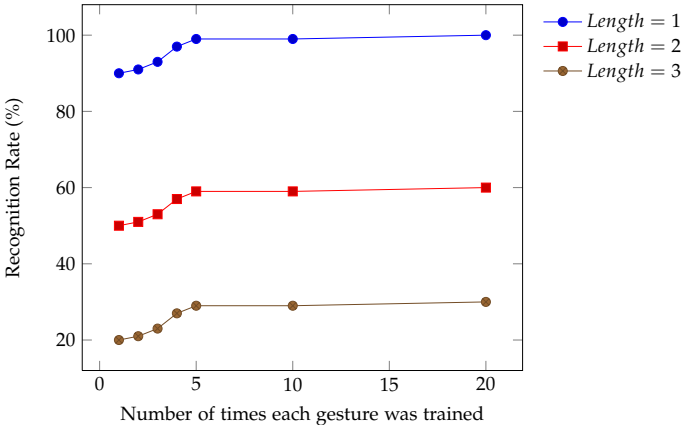 100
80
60
40
20
Recognition Rate (%)
0
5
10
15
20
Number of times each gesture was trained
Length = 1
Length = 2
Length = 3